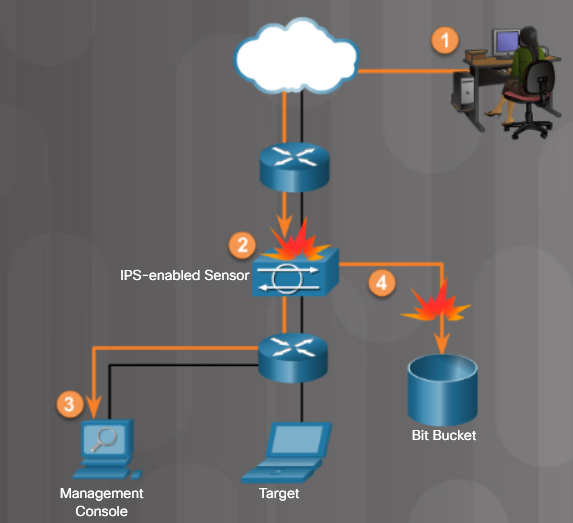 1
2
IPS-enabled Sensor
4
3
Bit Bucket
Management
Console
Target